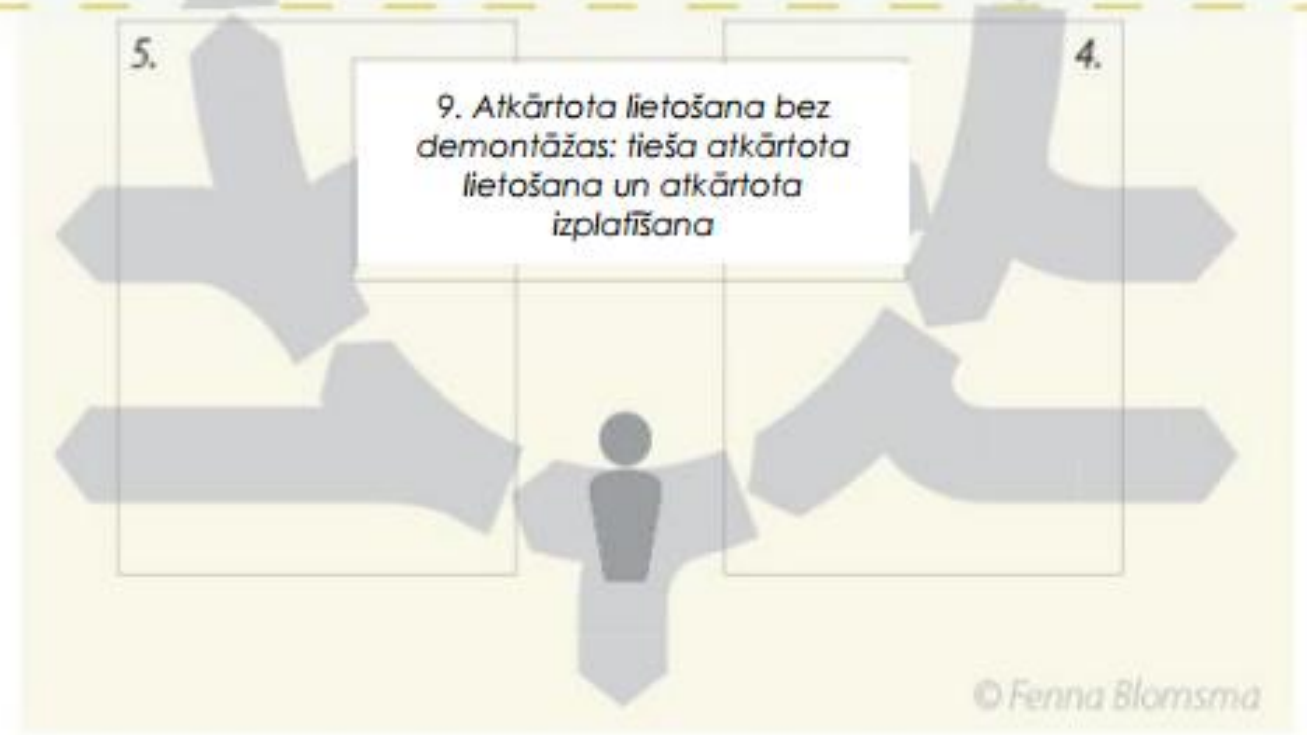 5.
4.
9. Atkārtota lietošana bez
demontāžas: tieša atkārtota
lietošana un atkārtota
izplatīšana
© Fenna Blomsma